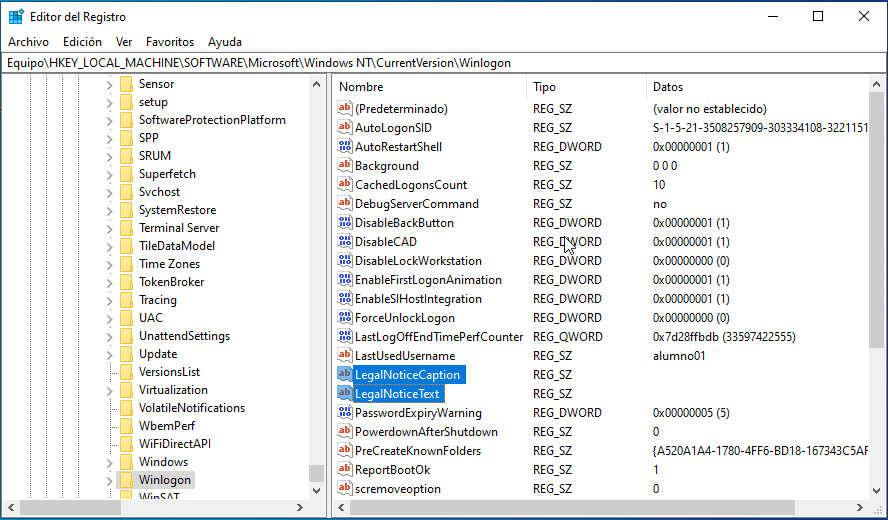 Editor del Registro
Archivo Edición Ver Favoritos Ayuda
Equipo\HKEY_LOCAL_MACHINE\SOFTWARE\Microsoft\Windows NT\CurrentVersion\Winlogon
Sensor
setup
SoftwareProtectionPlatform
SPP
SRUM
Superfetch
Svchost
SystemRestore
Terminal Server
TileDataModel
Time Zones
TokenBroker
Tracing
UAC
UnattendSettings
Update
VersionsList
Virtualization
VolatileNotifications
WbemPerf
WiFiDirectAPI
Windows
Winlogon
WinSAT
Nombre Tipo Datos
(Predeterminado) REG_SZ (valor no establecido)
AutoLogonSID REG_SZ S-1-5-21-3508257909-303334108-3221151
AutoRestartShell REG_DWORD 0x00000001 (1)
Background REG_SZ 0 0 0
CachedLogonsCount REG_SZ 10
DebugServerCommand REG_SZ no
DisableBackButton REG_DWORD 0x00000001 (1)
DisableCAD REG_DWORD 0x00000001 (1)
DisableLockWorkstation REG_DWORD 0x00000000 (0)
EnableFirstLogonAnimation REG_DWORD 0x00000001 (1)
EnableSIHostIntegration REG_DWORD 0x00000001 (1)
ForceUnlockLogon REG_DWORD 0x00000000 (0)
LastLogOffEndTimePerfCounter REG_QWORD 0x7d28ffbdb (33597422555)
LastUsedUsername REG_SZ alumno01
LegalNoticeCaption REG_SZ
LegalNoticeText REG_SZ
PasswordExpiryWarning REG_DWORD 0x00000005 (5)
PowerdownAfterShutdown REG_SZ 0
PreCreateKnownFolders REG_SZ {A520A1A4-1780-4FF6-BD18-167343C5AF
ReportBootOk REG_SZ 1
scremoveoption REG_SZ 0